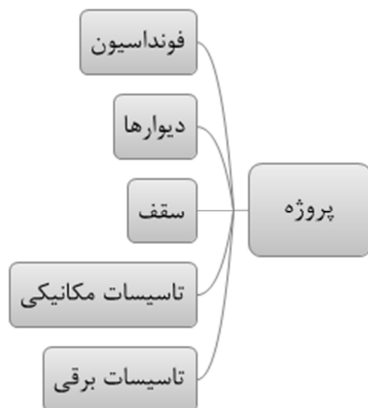 پروژه
فونداسیون
دیوارها
سقف
تاسیسات مکانیکی
تاسیسات برقی